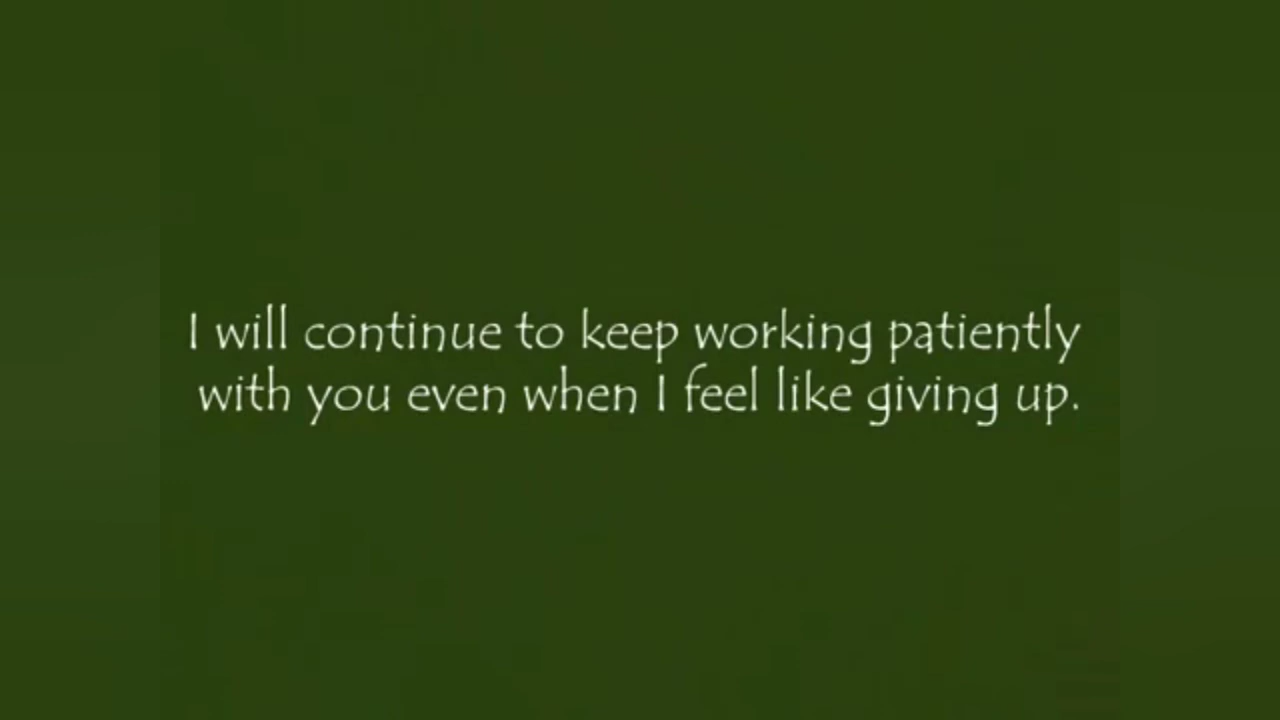 I will continue to keep working patiently
with you even when I feel like giving up.